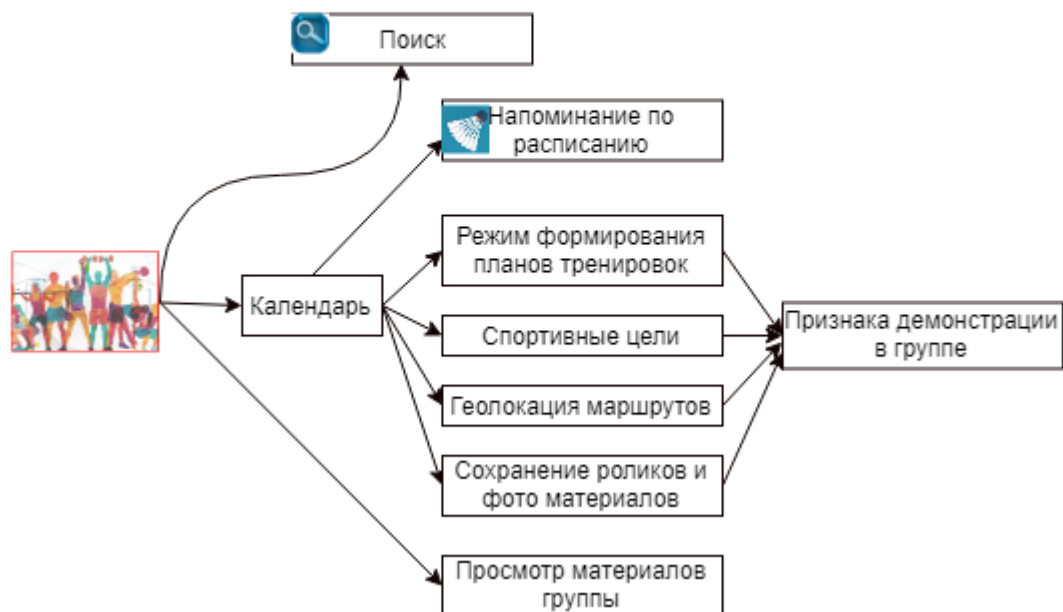 Поиск
Напоминание по
расписанию
Режим формирования
планов тренировок
Календарь
Спортивные цели
Признака демонстрации
в группе
Геолокация маршрутов
Сохранение роликов и
фото материалов
Просмотр материалов
группы